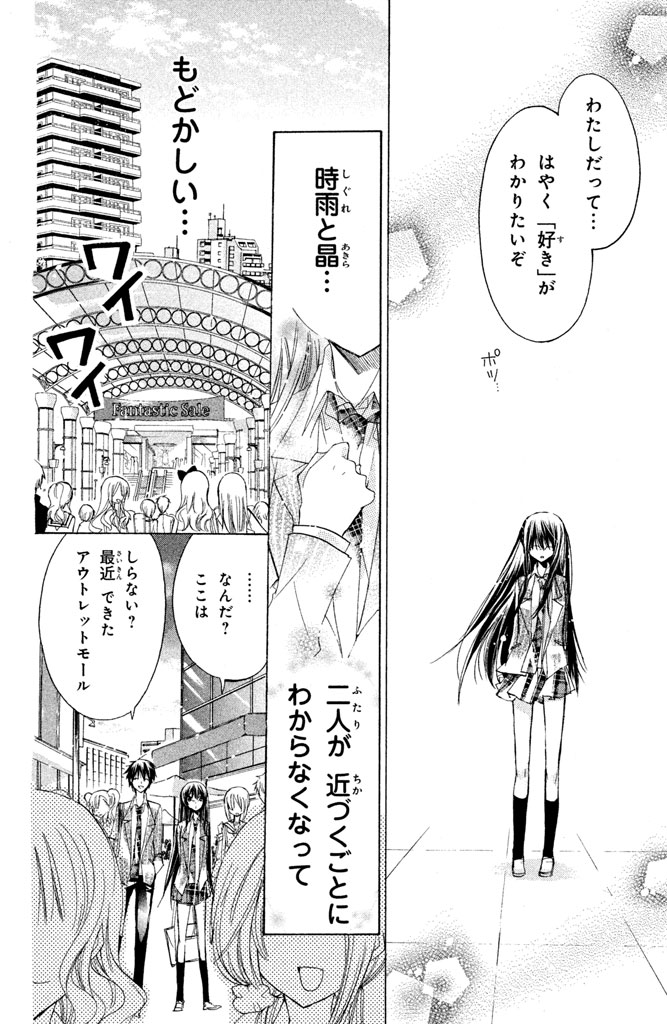 わたしだって…
はやく「好き」が
わかりたいぞ
ポツ…
時雨と晶…
二人が 近づくごとに
わからなくなって
もどかしい…
ワイ
ワイ
Fantastic Sale
……
なんだ？
ここは
しらない？
最近 できた
アウトレットモール